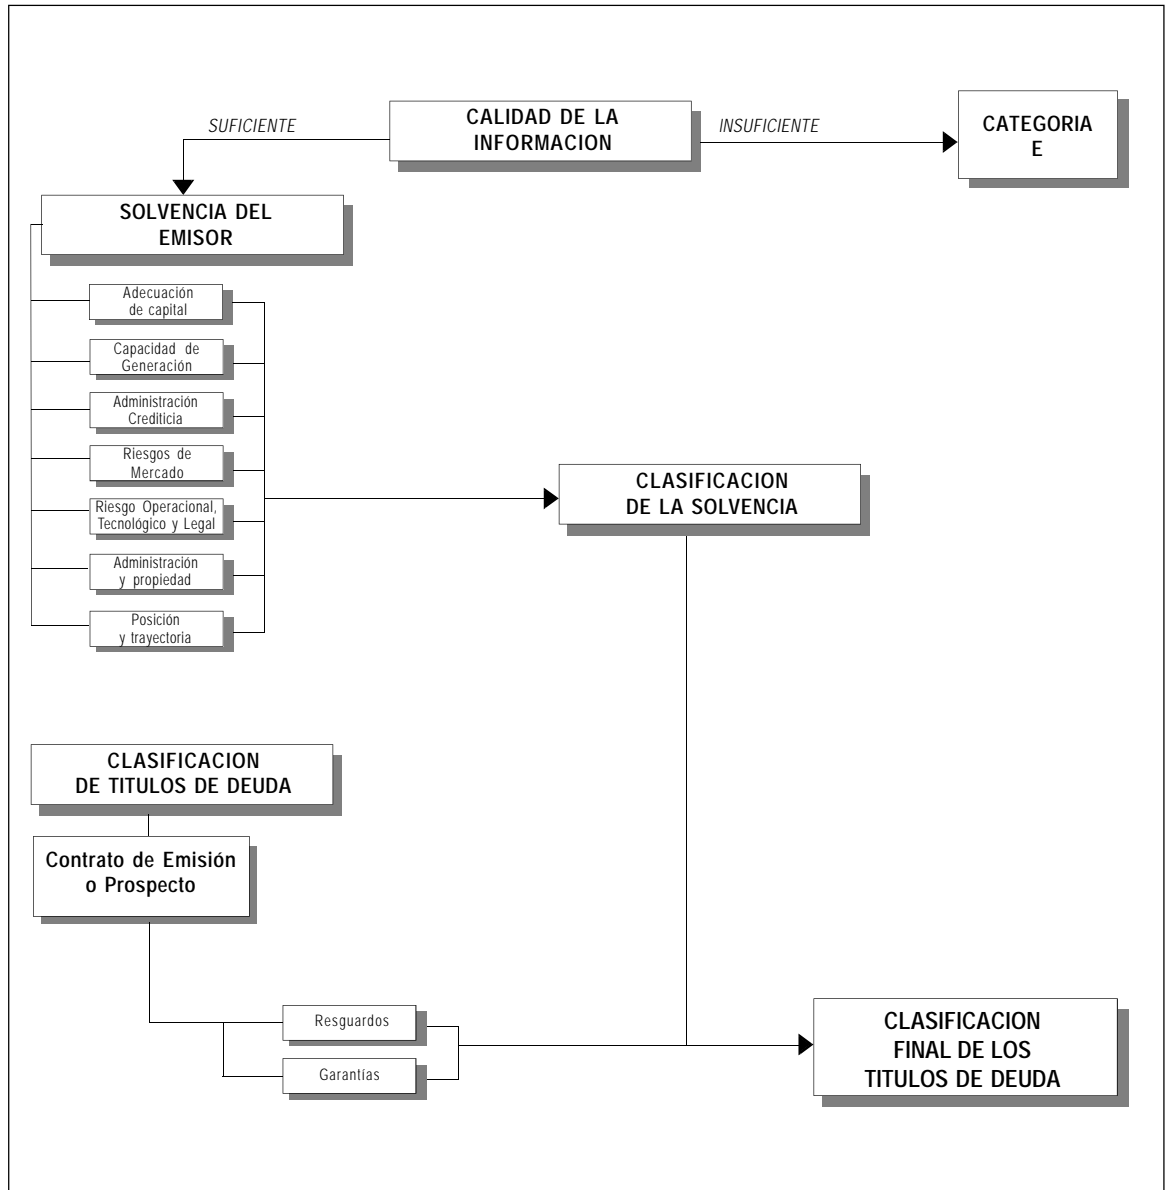 SUFICIENTE
CALIDAD DE LA
INFORMACION
INSUFICIENTE
CATEGORIA
E
SOLVENCIA DEL
EMISOR
Adecuación
de capital
Capacidad de
Generación
Administración
Crediticia
Riesgos de
Mercado
Riesgo Operacional,
Tecnológico y Legal
Administración
y propiedad
Posición
y trayectoria
CLASIFICACION
DE LA SOLVENCIA
CLASIFICACION
DE TITULOS DE DEUDA
Contrato de Emisión
o Prospecto
Resguardos
Garantías
CLASIFICACION
FINAL DE LOS
TITULOS DE DEUDA